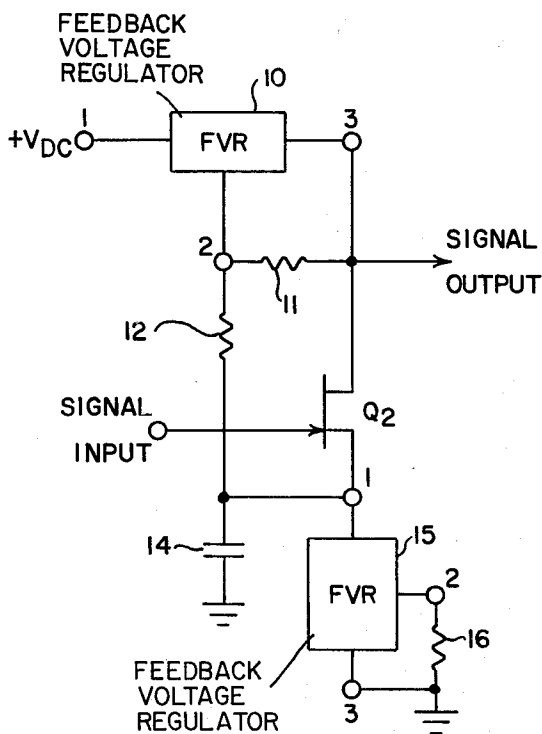 FEEDBACK
VOLTAGE
REGULATOR
10
1
3
+VDC
FVR
2
SIGNAL
OUTPUT
11
12
SIGNAL
INPUT
Q2
1
14
15
FVR
2
16
FEEDBACK
VOLTAGE
REGULATOR
3